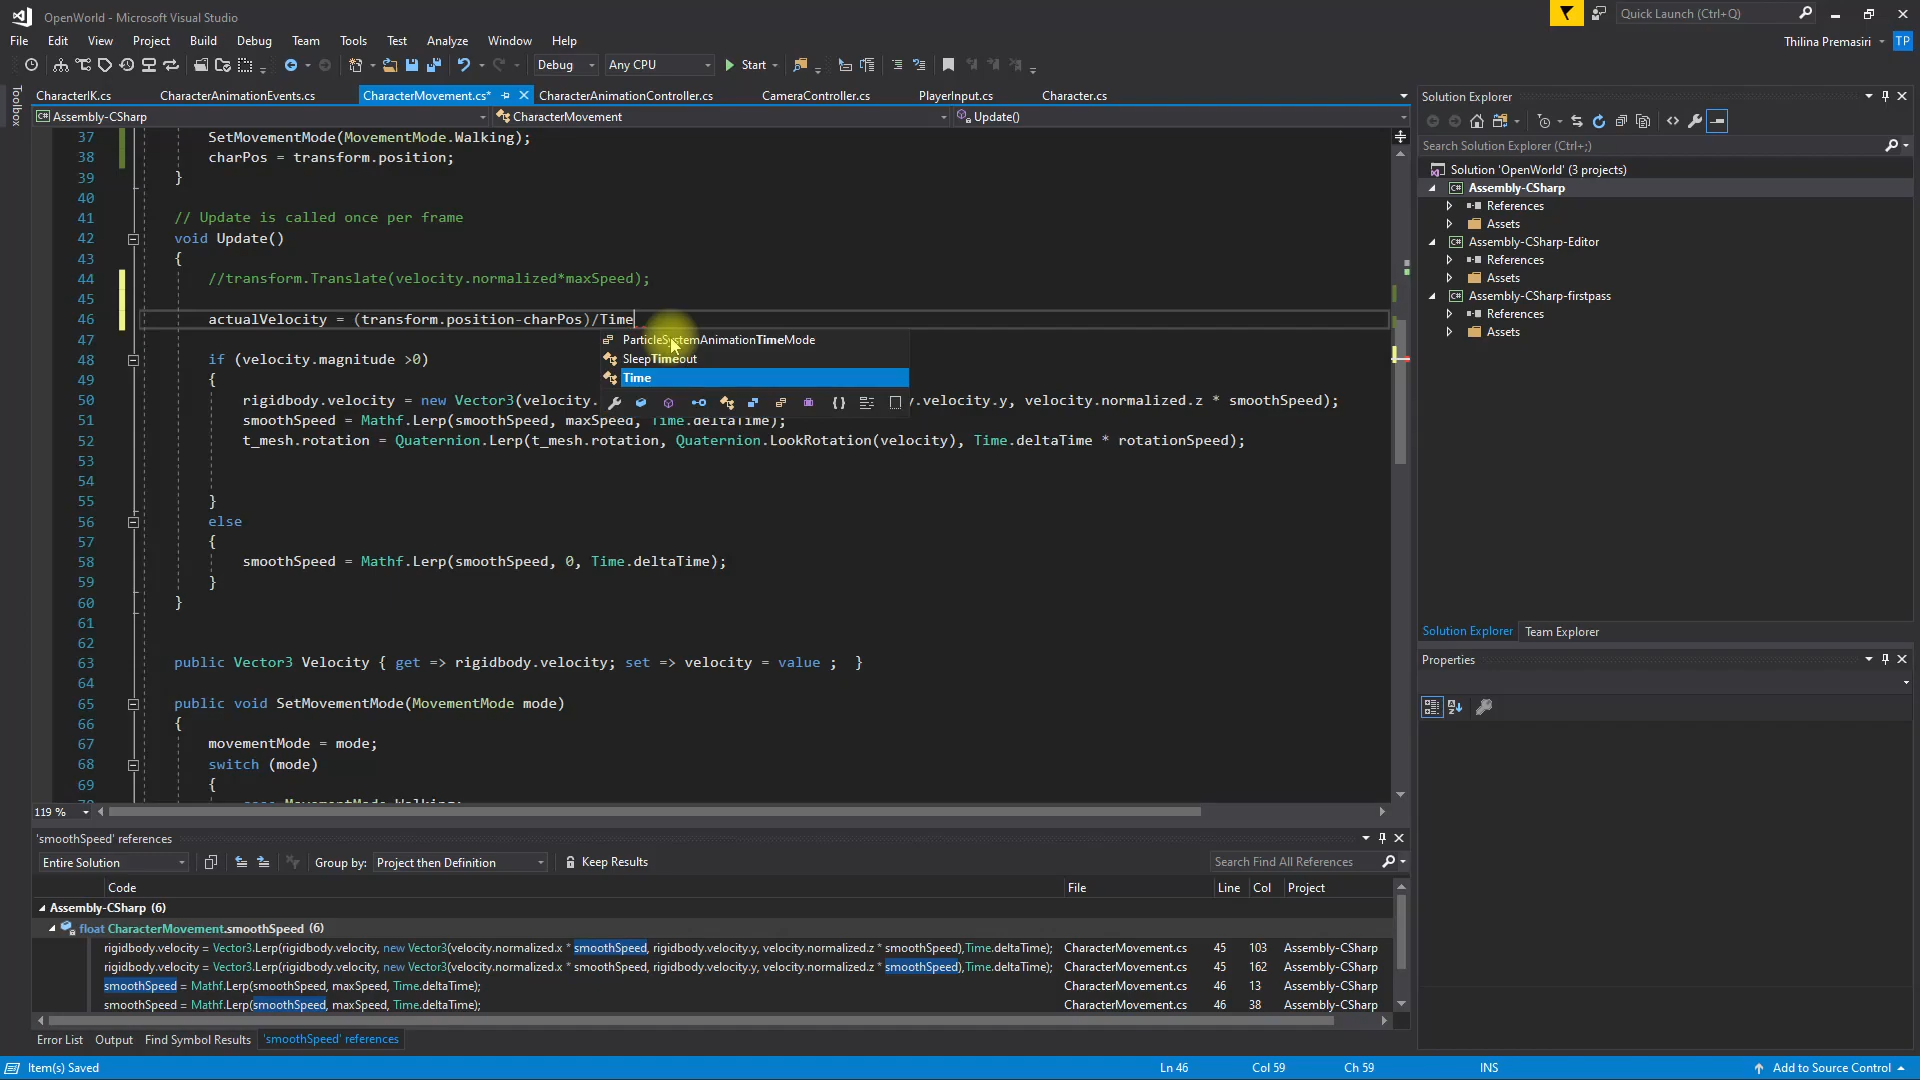 OpenWorld - Microsoft Visual Studio
Quick Launch (Ctrl+Q)
File Edit View Project Build Debug Team Tools Test Analyze Window Help
Thilina Premasiri TP
Debug Any CPU Start
Toolbox
CharacterIK.cs CharacterAnimationEvents.cs CharacterMovement.cs* CharacterAnimationController.cs CameraController.cs PlayerInput.cs Character.cs
Assembly-CSharp CharacterMovement Update()
37 SetMovementMode(MovementMode.Walking);
38 charPos = transform.position;
39 }
40
41 // Update is called once per frame
42 void Update()
43 {
44 //transform.Translate(velocity.normalized*maxSpeed);
45
46 actualVelocity = (transform.position-charPos)/Time
47
ParticleSystemAnimationTimeMode
SleepTimeout
Time
48 if (velocity.magnitude >0)
49 {
50 rigidbody.velocity = new Vector3(velocity. .velocity.y, velocity.normalized.z * smoothSpeed);
51 smoothSpeed = Mathf.Lerp(smoothSpeed, maxSpeed, Time.deltaTime);
52 t_mesh.rotation = Quaternion.Lerp(t_mesh.rotation, Quaternion.LookRotation(velocity), Time.deltaTime * rotationSpeed);
53
54
55 }
56 else
57 {
58 smoothSpeed = Mathf.Lerp(smoothSpeed, 0, Time.deltaTime);
59 }
60 }
61
62
63 public Vector3 Velocity { get => rigidbody.velocity; set => velocity = value ; }
64
65 public void SetMovementMode(MovementMode mode)
66 {
67 movementMode = mode;
68 switch (mode)
69 {
119 %
Solution Explorer
Search Solution Explorer (Ctrl+;)
Solution 'OpenWorld' (3 projects)
C# Assembly-CSharp
References
Assets
C# Assembly-CSharp-Editor
References
Assets
C# Assembly-CSharp-firstpass
References
Assets
Solution Explorer Team Explorer
Properties
'smoothSpeed' references
Entire Solution Group by: Project then Definition Keep Results Search Find All References
Code File Line Col Project
Assembly-CSharp (6)
float CharacterMovement.smoothSpeed (6)
rigidbody.velocity = Vector3.Lerp(rigidbody.velocity, new Vector3(velocity.normalized.x * smoothSpeed, rigidbody.velocity.y, velocity.normalized.z * smoothSpeed),Time.deltaTime); CharacterMovement.cs 45 103 Assembly-CSharp
rigidbody.velocity = Vector3.Lerp(rigidbody.velocity, new Vector3(velocity.normalized.x * smoothSpeed, rigidbody.velocity.y, velocity.normalized.z * smoothSpeed),Time.deltaTime); CharacterMovement.cs 45 162 Assembly-CSharp
smoothSpeed = Mathf.Lerp(smoothSpeed, maxSpeed, Time.deltaTime); CharacterMovement.cs 46 13 Assembly-CSharp
smoothSpeed = Mathf.Lerp(smoothSpeed, maxSpeed, Time.deltaTime); CharacterMovement.cs 46 38 Assembly-CSharp
Error List Output Find Symbol Results 'smoothSpeed' references
Item(s) Saved Ln 46 Col 59 Ch 59 INS Add to Source Control